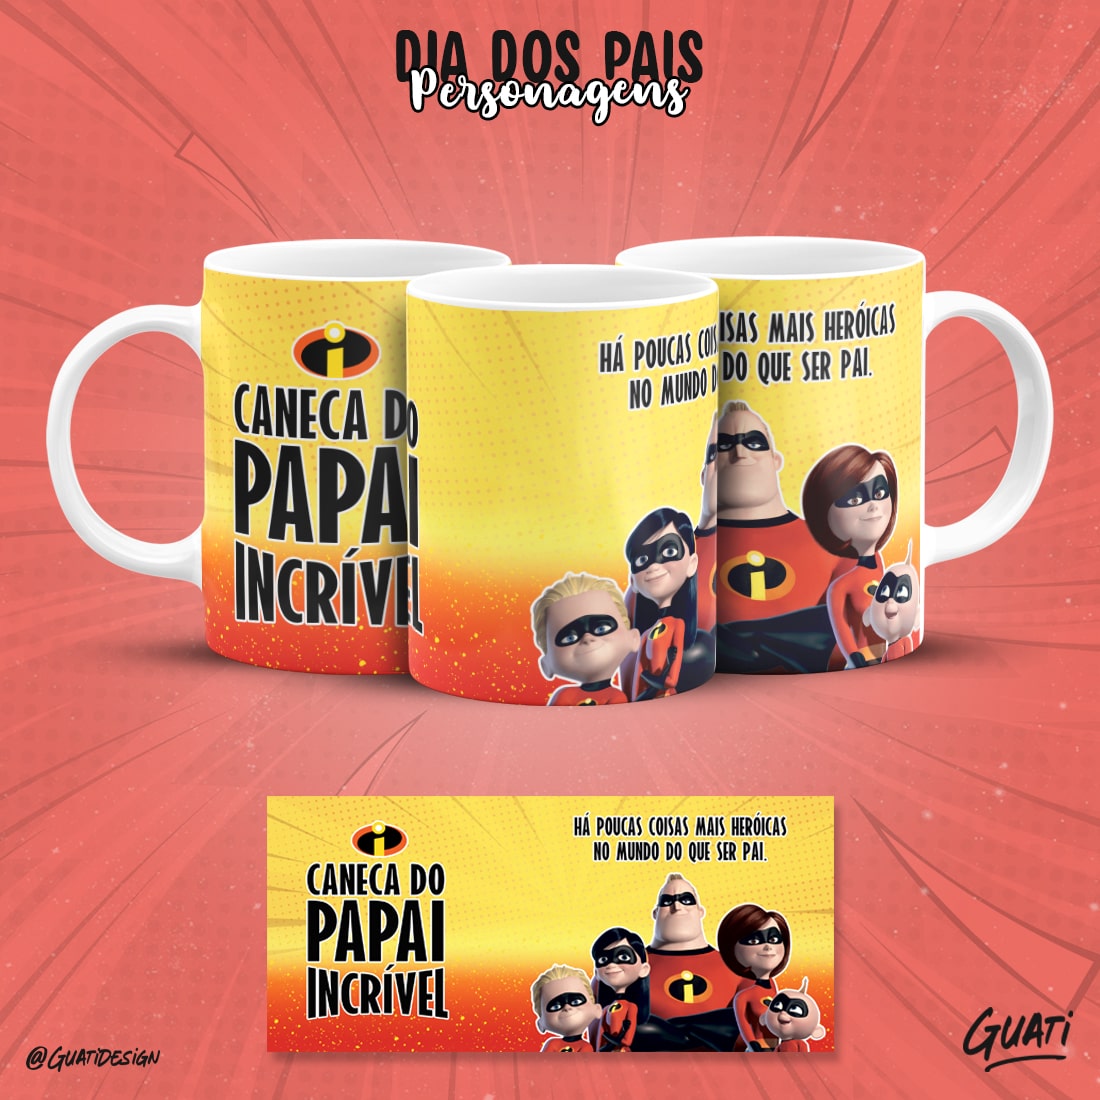 DIA DOS PAIS
Personagens
i
CANECA DO
PAPAI
INCRÍVEL
HÁ POUCAS COIS
NO MUNDO D
ISAS MAIS HERÓICAS
DO QUE SER PAI.
i
i
CANECA DO
PAPAI
INCRÍVEL
HÁ POUCAS COISAS MAIS HERÓICAS
NO MUNDO DO QUE SER PAI.
i
@GUATIDESIGN
GUATI